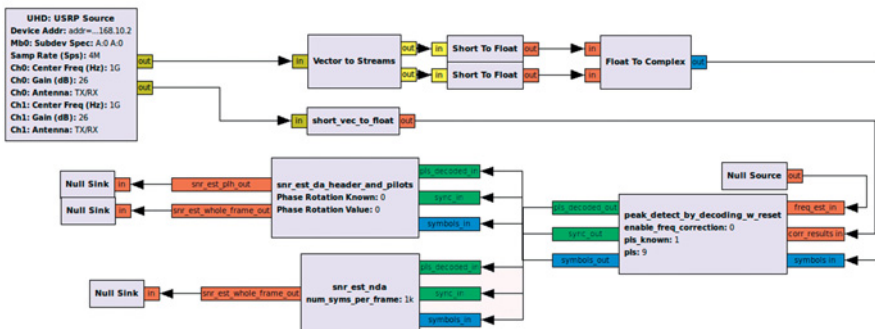 UHD: USRP Source
Device Addr: addr=...168.10.2
Mb0: Subdev Spec: A:0 A:0
Samp Rate (Sps): 4M
Ch0: Center Freq (Hz): 1G
Ch0: Gain (dB): 26
Ch0: Antenna: TX/RX
Ch1: Center Freq (Hz): 1G
Ch1: Gain (dB): 26
Ch1: Antenna: TX/RX
out
out
in
Vector to Streams
out
out
in
Short To Float
out
in
Short To Float
out
in
in
Float To Complex
out
in
short_vec_to_float
out
Null Source
out
Null Sink
in
Null Sink
in
snr_est_plh_out
snr_est_whole_frame_out
snr_est_da_header_and_pilots
Phase Rotation Known: 0
Phase Rotation Value: 0
pls_decoded_in
sync_in
symbols_in
pls_decoded_out
sync_out
symbols_out
peak_detect_by_decoding_w_reset
enable_freq_correction: 0
pls_known: 1
pls: 9
freq_est_in
corr_results in
symbols in
Null Sink
in
snr_est_whole_frame_out
snr_est_nda
num_syms_per_frame: 1k
pls_decoded_in
sync_in
symbols_in